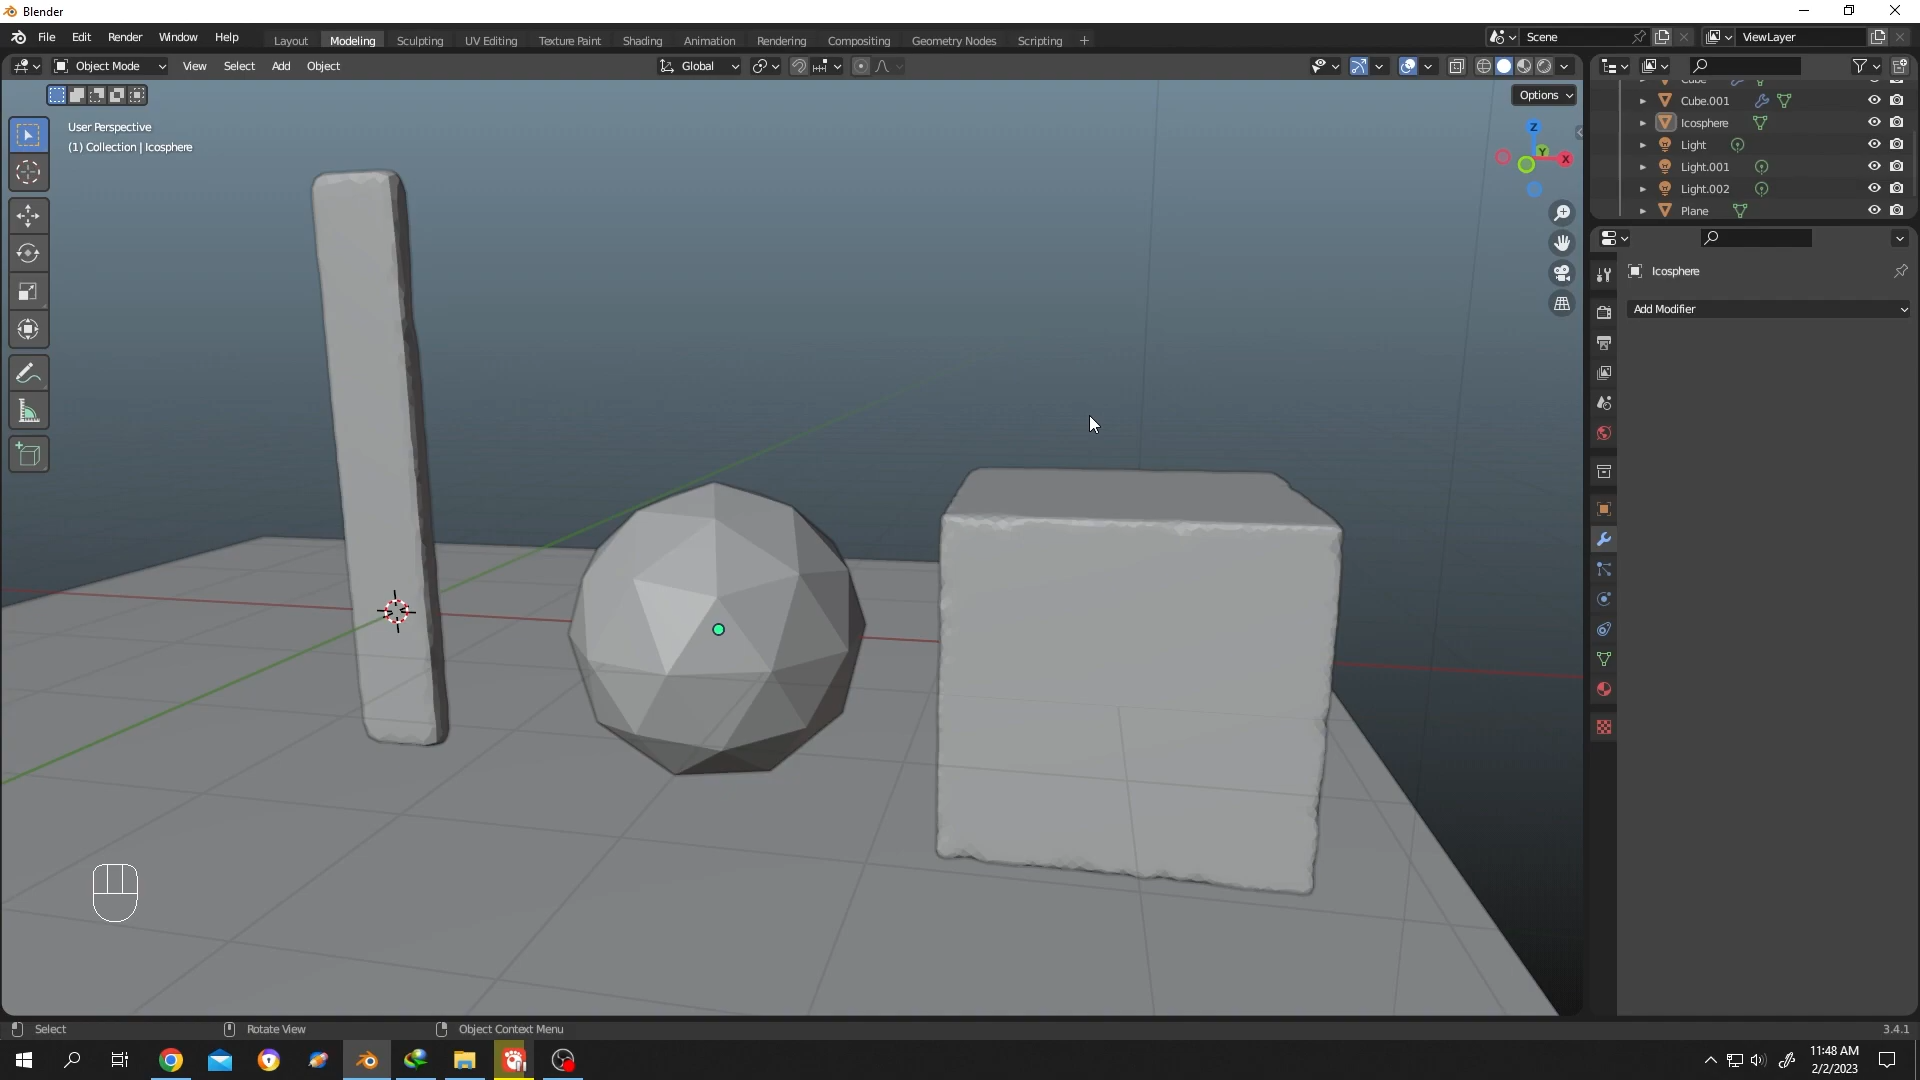 Blender
File Edit Render Window Help Layout Modeling Sculpting UV Editing Texture Paint Shading Animation Rendering Compositing Geometry Nodes Scripting + Scene ViewLayer
Object Mode View Select Add Object Global
Options
User Perspective
(1) Collection | Icosphere
Z
Y
X
Cube
Cube.001
Icosphere
Light
Light.001
Light.002
Plane
Icosphere
Add Modifier
Select Rotate View Object Context Menu 3.4.1
11:48 AM
2/2/2023